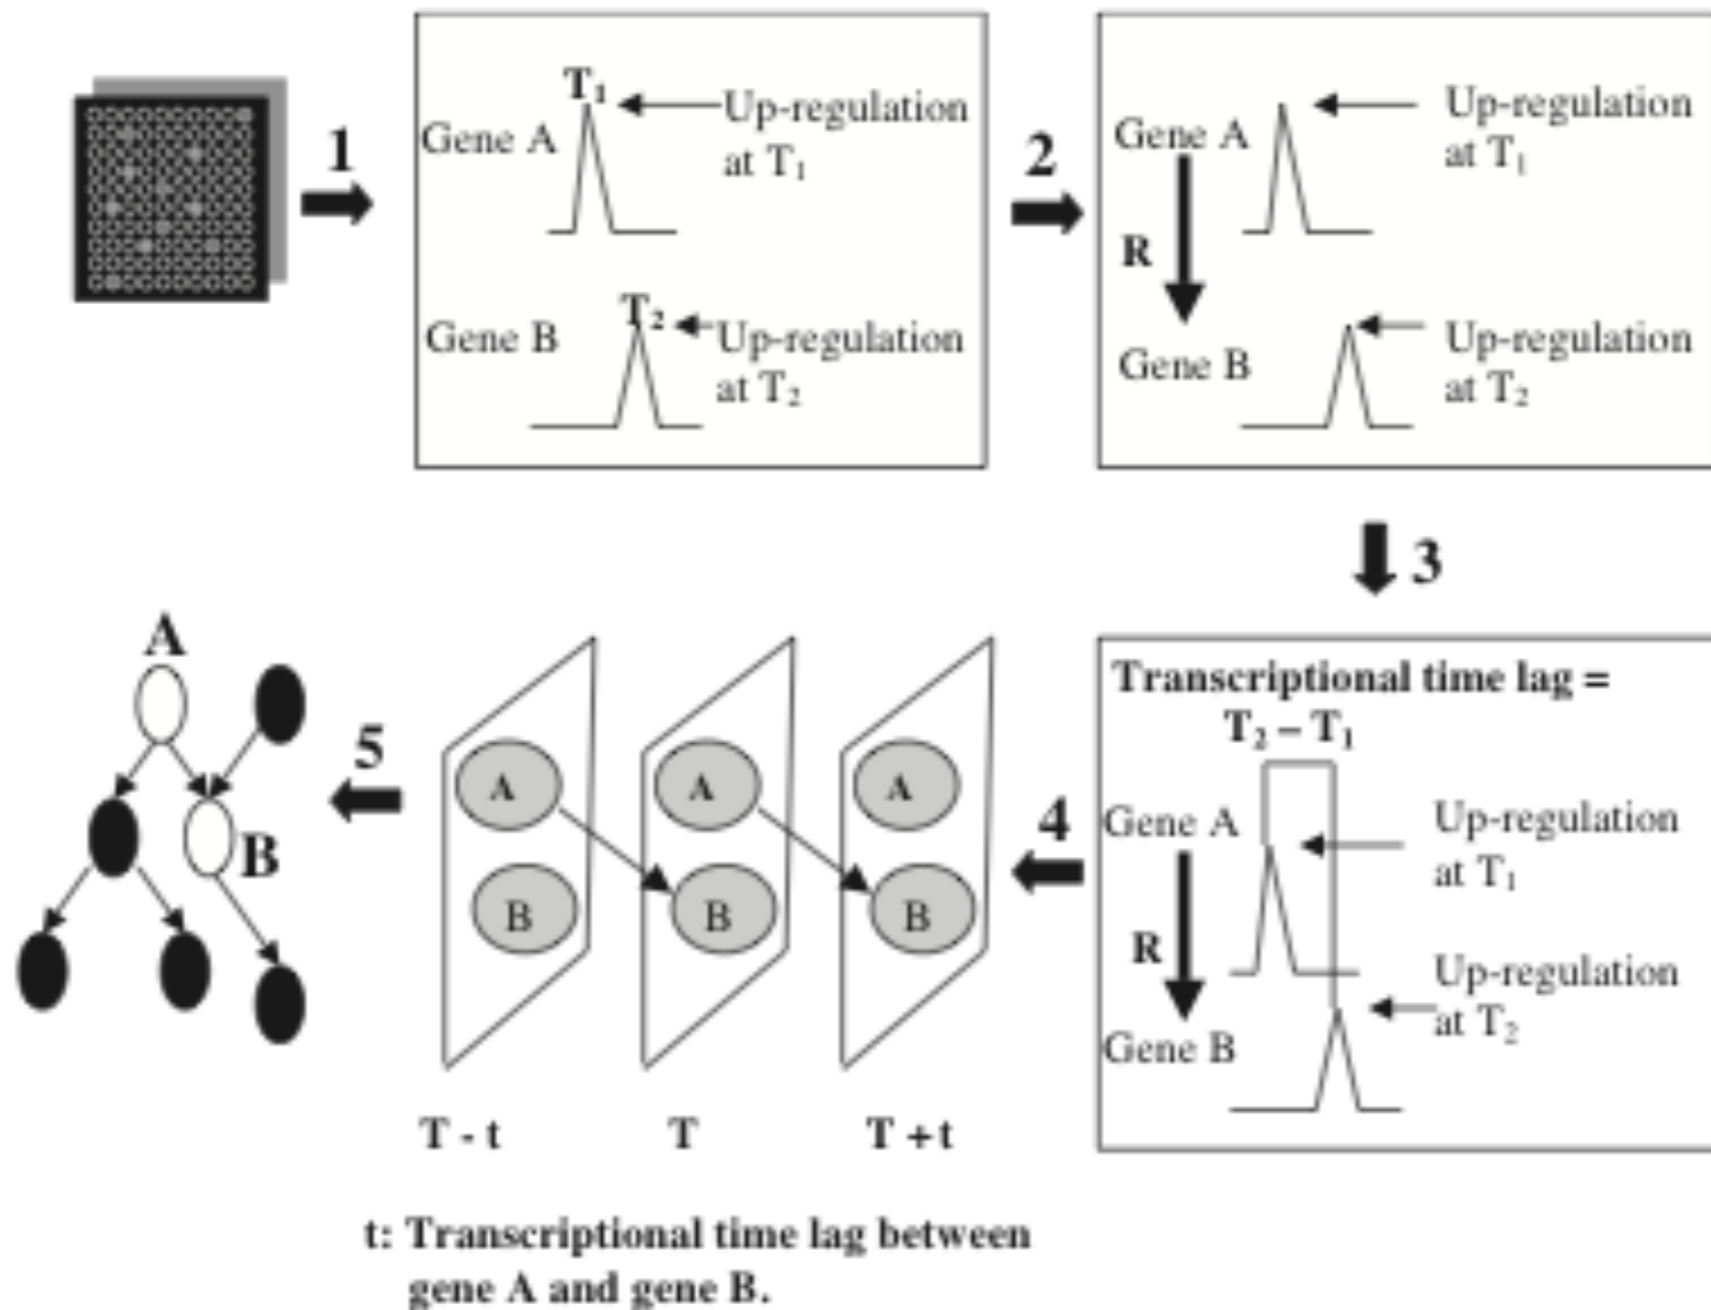 1
T₁
Gene A
Up-regulation
at T₁
T₂
Gene B
Up-regulation
at T₂
2
Gene A
Up-regulation
at T₁
R
Gene B
Up-regulation
at T₂
3
Transcriptional time lag =
T₂ – T₁
Gene A
Up-regulation
at T₁
R
Up-regulation
at T₂
Gene B
4
A
A
A
B
B
B
T - t
T
T + t
t: Transcriptional time lag between
gene A and gene B.
5
A
B